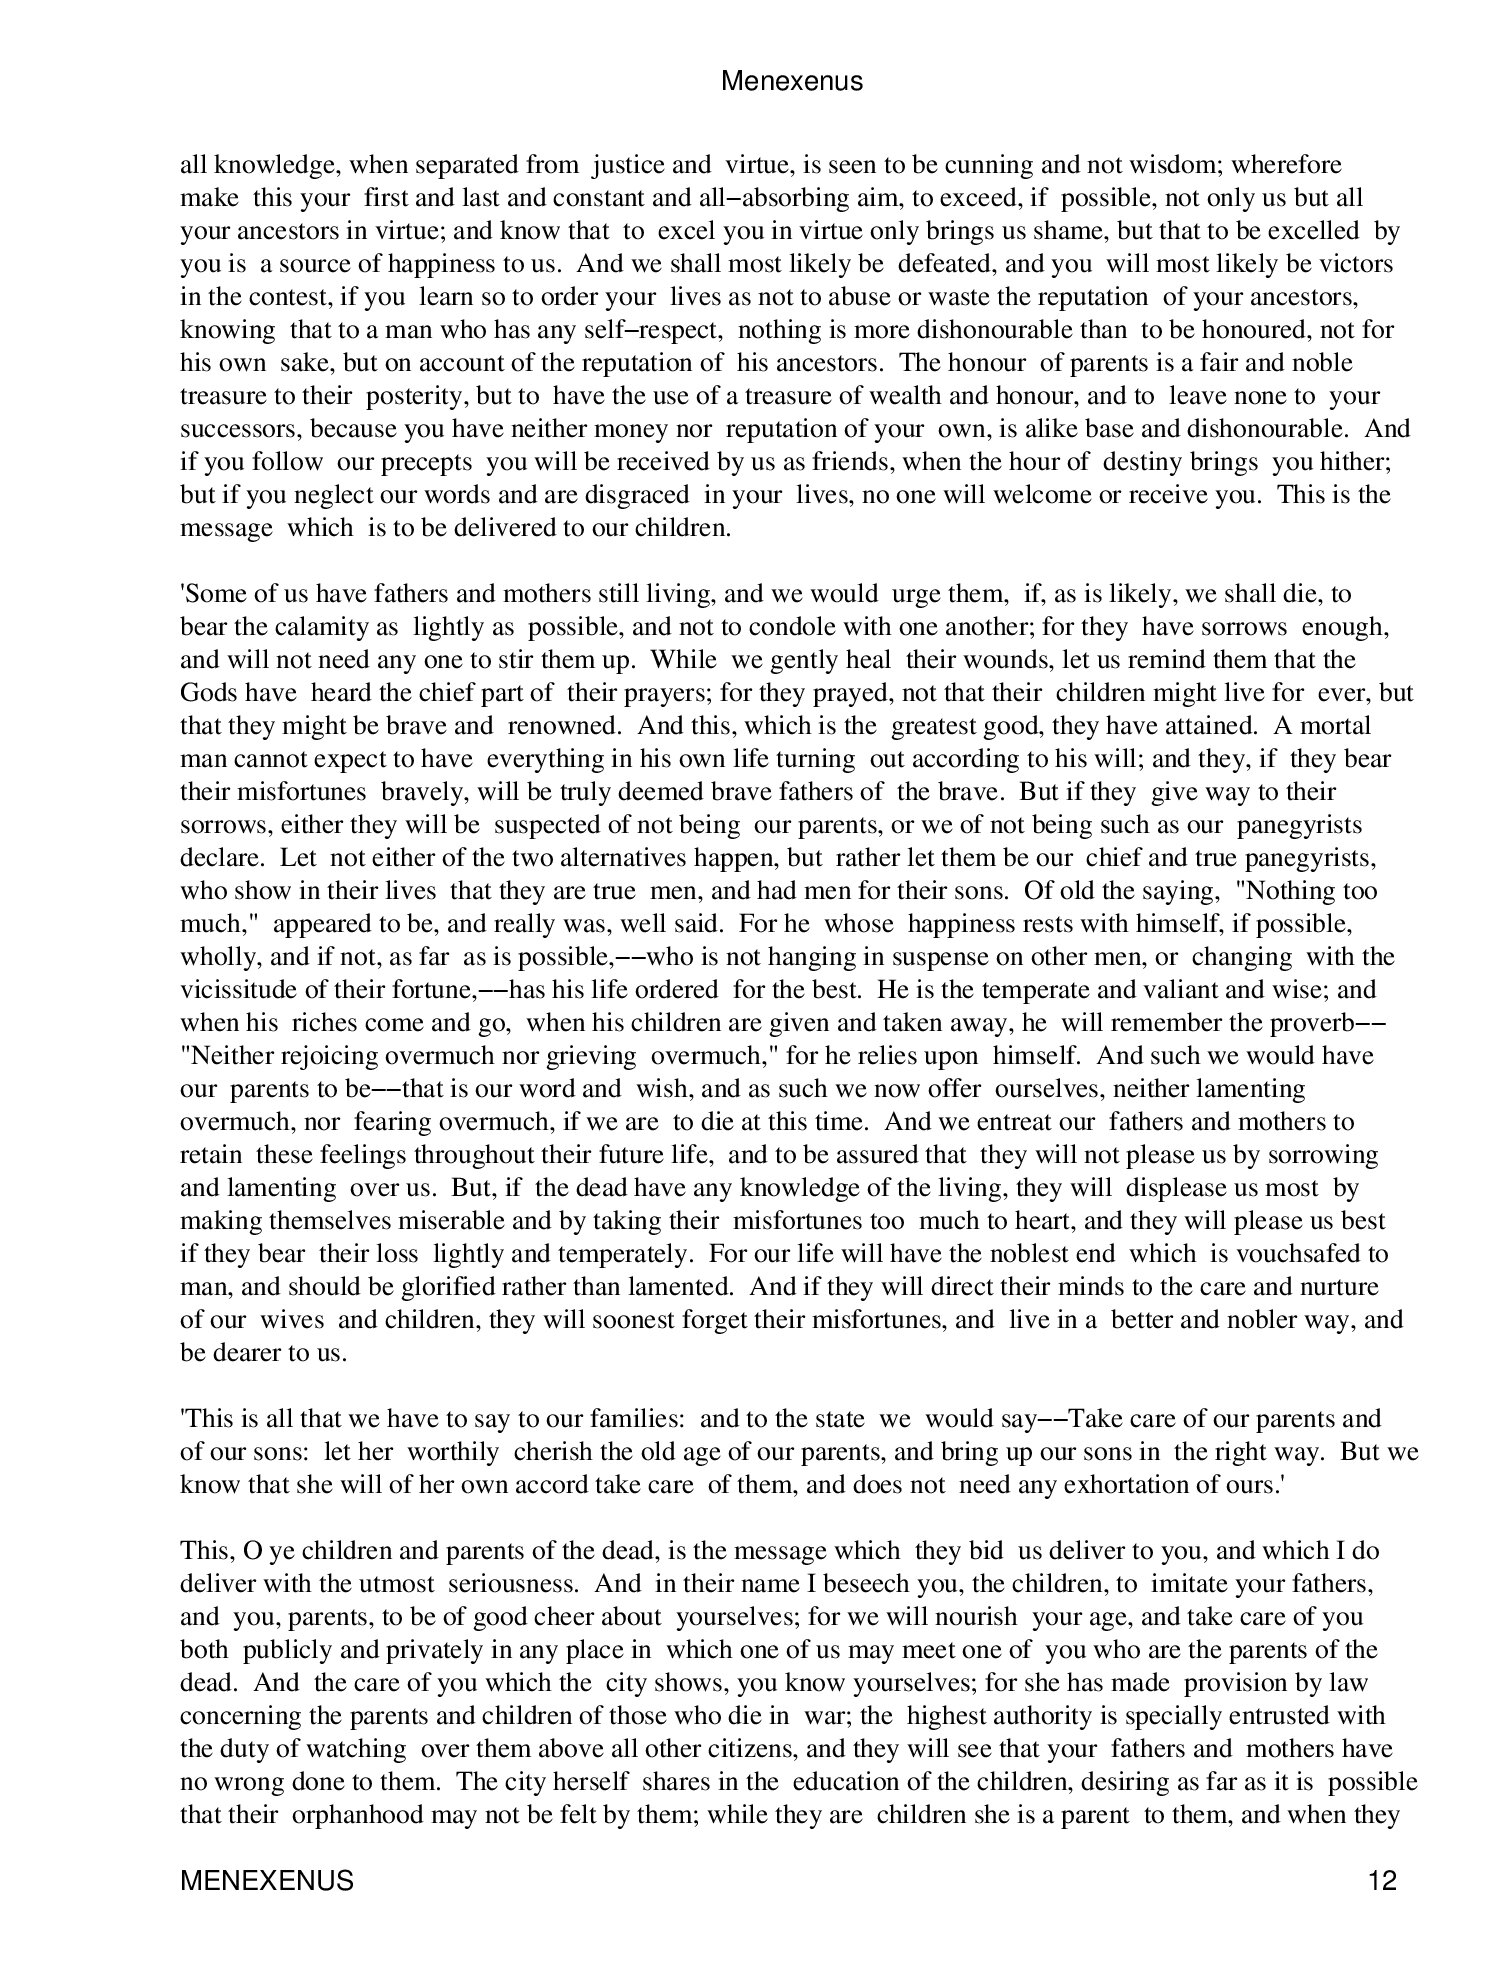 Menexenus
all knowledge, when separated from justice and virtue, is seen to be cunning and not wisdom; wherefore
make this your first and last and constant and all−absorbing aim, to exceed, if possible, not only us but all
your ancestors in virtue; and know that to excel you in virtue only brings us shame, but that to be excelled by
you is a source of happiness to us. And we shall most likely be defeated, and you will most likely be victors
in the contest, if you learn so to order your lives as not to abuse or waste the reputation of your ancestors,
knowing that to a man who has any self−respect, nothing is more dishonourable than to be honoured, not for
his own sake, but on account of the reputation of his ancestors. The honour of parents is a fair and noble
treasure to their posterity, but to have the use of a treasure of wealth and honour, and to leave none to your
successors, because you have neither money nor reputation of your own, is alike base and dishonourable. And
if you follow our precepts you will be received by us as friends, when the hour of destiny brings you hither;
but if you neglect our words and are disgraced in your lives, no one will welcome or receive you. This is the
message which is to be delivered to our children.
'Some of us have fathers and mothers still living, and we would urge them, if, as is likely, we shall die, to
bear the calamity as lightly as possible, and not to condole with one another; for they have sorrows enough,
and will not need any one to stir them up. While we gently heal their wounds, let us remind them that the
Gods have heard the chief part of their prayers; for they prayed, not that their children might live for ever, but
that they might be brave and renowned. And this, which is the greatest good, they have attained. A mortal
man cannot expect to have everything in his own life turning out according to his will; and they, if they bear
their misfortunes bravely, will be truly deemed brave fathers of the brave. But if they give way to their
sorrows, either they will be suspected of not being our parents, or we of not being such as our panegyrists
declare. Let not either of the two alternatives happen, but rather let them be our chief and true panegyrists,
who show in their lives that they are true men, and had men for their sons. Of old the saying, "Nothing too
much," appeared to be, and really was, well said. For he whose happiness rests with himself, if possible,
wholly, and if not, as far as is possible,−−who is not hanging in suspense on other men, or changing with the
vicissitude of their fortune,−−has his life ordered for the best. He is the temperate and valiant and wise; and
when his riches come and go, when his children are given and taken away, he will remember the proverb−−
"Neither rejoicing overmuch nor grieving overmuch," for he relies upon himself. And such we would have
our parents to be−−that is our word and wish, and as such we now offer ourselves, neither lamenting
overmuch, nor fearing overmuch, if we are to die at this time. And we entreat our fathers and mothers to
retain these feelings throughout their future life, and to be assured that they will not please us by sorrowing
and lamenting over us. But, if the dead have any knowledge of the living, they will displease us most by
making themselves miserable and by taking their misfortunes too much to heart, and they will please us best
if they bear their loss lightly and temperately. For our life will have the noblest end which is vouchsafed to
man, and should be glorified rather than lamented. And if they will direct their minds to the care and nurture
of our wives and children, they will soonest forget their misfortunes, and live in a better and nobler way, and
be dearer to us.
'This is all that we have to say to our families: and to the state we would say−−Take care of our parents and
of our sons: let her worthily cherish the old age of our parents, and bring up our sons in the right way. But we
know that she will of her own accord take care of them, and does not need any exhortation of ours.'
This, O ye children and parents of the dead, is the message which they bid us deliver to you, and which I do
deliver with the utmost seriousness. And in their name I beseech you, the children, to imitate your fathers,
and you, parents, to be of good cheer about yourselves; for we will nourish your age, and take care of you
both publicly and privately in any place in which one of us may meet one of you who are the parents of the
dead. And the care of you which the city shows, you know yourselves; for she has made provision by law
concerning the parents and children of those who die in war; the highest authority is specially entrusted with
the duty of watching over them above all other citizens, and they will see that your fathers and mothers have
no wrong done to them. The city herself shares in the education of the children, desiring as far as it is possible
that their orphanhood may not be felt by them; while they are children she is a parent to them, and when they
MENEXENUS 12